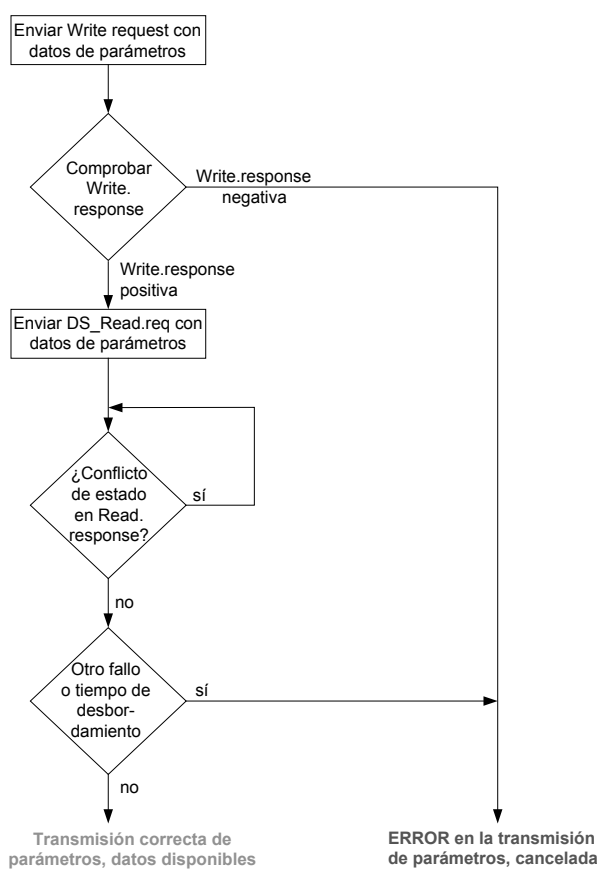 Enviar Write request con
datos de parámetros
Comprobar
Write.
response
Write.response
negativa
Write.response
positiva
Enviar DS_Read.req con
datos de parámetros
¿Conflicto
de estado
en Read.
response?
sí
no
Otro fallo
o tiempo de
desbor-
damiento
sí
no
Transmisión correcta de
parámetros, datos disponibles
ERROR en la transmisión
de parámetros, cancelada